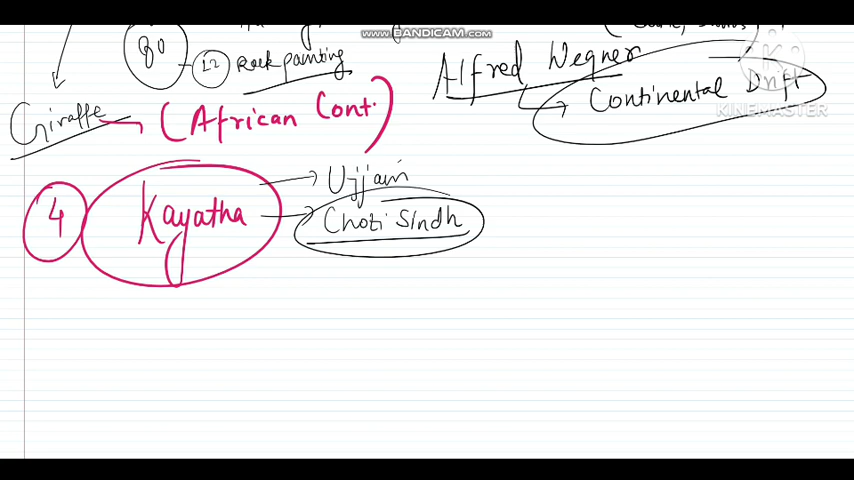 WWW.BANDICAM.COM
80
12 Rock painting
Alfred Wegner
Continental Drift
KINEMASTER
Giraffe (African Cont.)
4 Kayatha
Ujjain
Choti Sindh